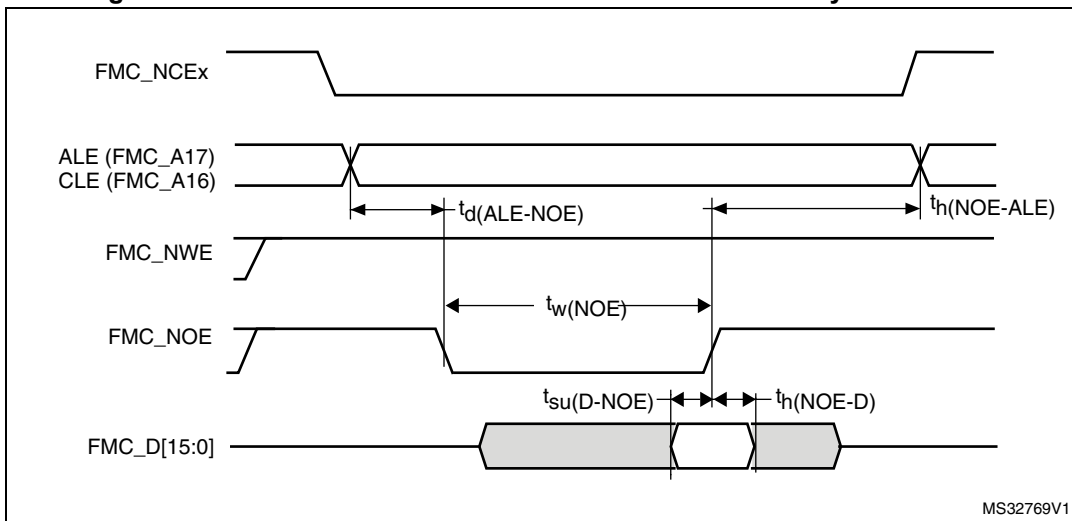 FMC_NCEx
ALE (FMC_A17)
CLE (FMC_A16)
td(ALE-NOE)
th(NOE-ALE)
FMC_NWE
tw(NOE)
FMC_NOE
tsu(D-NOE)
th(NOE-D)
FMC_D[15:0]
MS32769V1